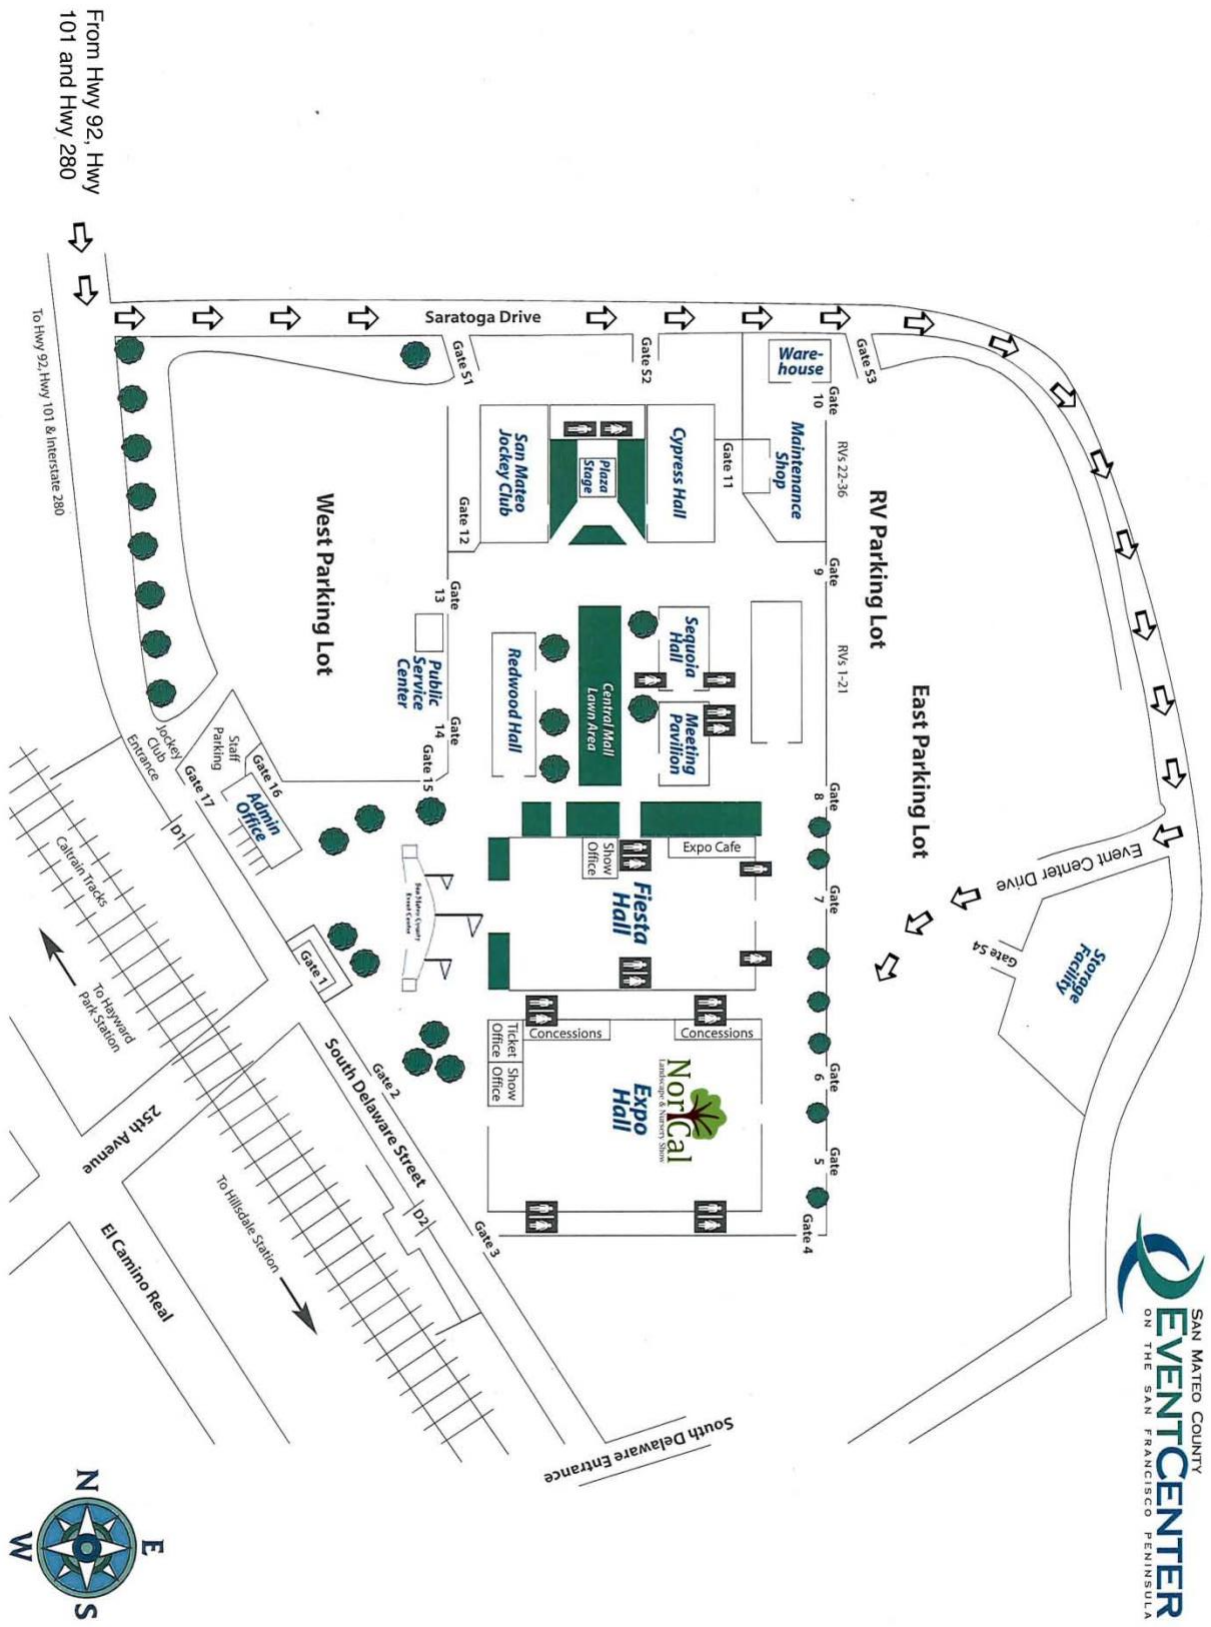 From Hwy 92, Hwy
101 and Hwy 280
To Hwy 92, Hwy 101 & Interstate 280
Saratoga Drive
Gate S1
Gate S2
Gate S3
Ware-
house
Gate
10
RVs 22-36
Maintenance
Shop
Gate 11
Cypress Hall
Plaza
Stage
San Mateo
Jockey Club
Gate 12
West Parking Lot
RV Parking Lot
Gate
9
RVs 1-21
East Parking Lot
Gate
13
Public
Service
Center
Gate
14
Gate 15
Redwood Hall
Central Mall
Lawn Area
Sequoia
Hall
Meeting
Pavilion
Gate
8
Jockey
Club
Entrance
Staff
Parking
Gate 16
Gate 17
Admin
Office
D1
Caltrain Tracks
San Mateo County
Event Center
Show
Office
Expo Cafe
Fiesta
Hall
Gate
7
Event Center Drive
Gate S4
Storage
Facility
Gate 1
To Hayward
Park Station
25th Avenue
El Camino Real
South Delaware Street
Gate 2
To Hillsdale Station
D2
Gate 3
Ticket
Office
Show
Office
Concessions
Concessions
NorCal
Landscape & Nursery Show
Expo
Hall
Gate
6
Gate
5
Gate 4
South Delaware Entrance
SAN MATEO COUNTY
EVENTCENTER
ON THE SAN FRANCISCO PENINSULA
N
E
W
S